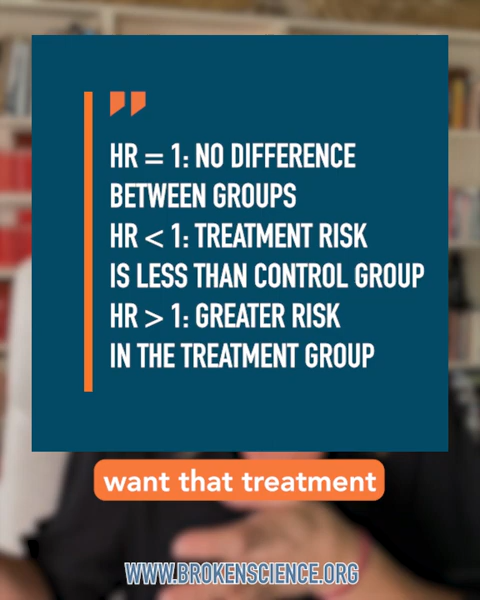 HR = 1: NO DIFFERENCE
BETWEEN GROUPS
HR < 1: TREATMENT RISK
IS LESS THAN CONTROL GROUP
HR > 1: GREATER RISK
IN THE TREATMENT GROUP
want that treatment
WWW.BROKENSCIENCE.ORG